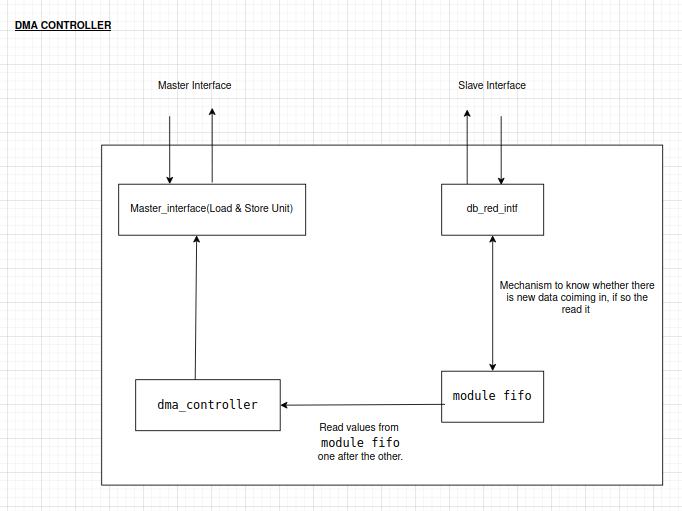 DMA CONTROLLER
Master Interface
Slave Interface
Master_interface(Load & Store Unit)
db_red_intf
Mechanism to know whether there
is new data coiming in, if so the
read it
dma_controller
module fifo
Read values from
module fifo
one after the other.